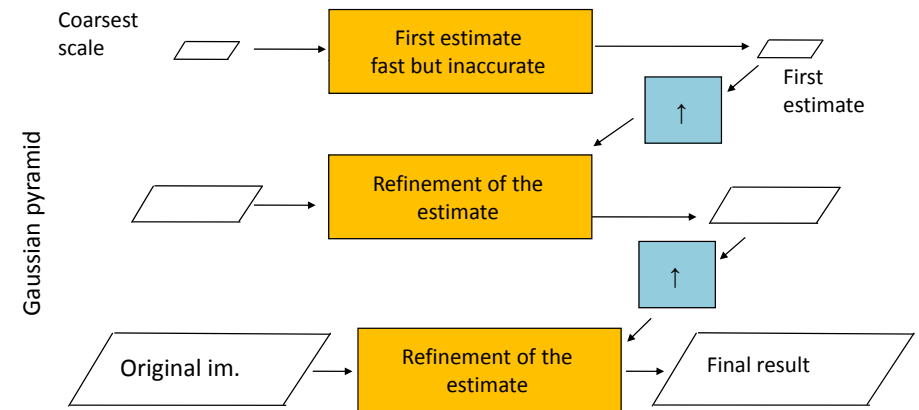 Coarsest
scale
First estimate
fast but inaccurate
First
estimate
↑
Gaussian pyramid
Refinement of the
estimate
↑
Original im.
Refinement of the
estimate
Final result